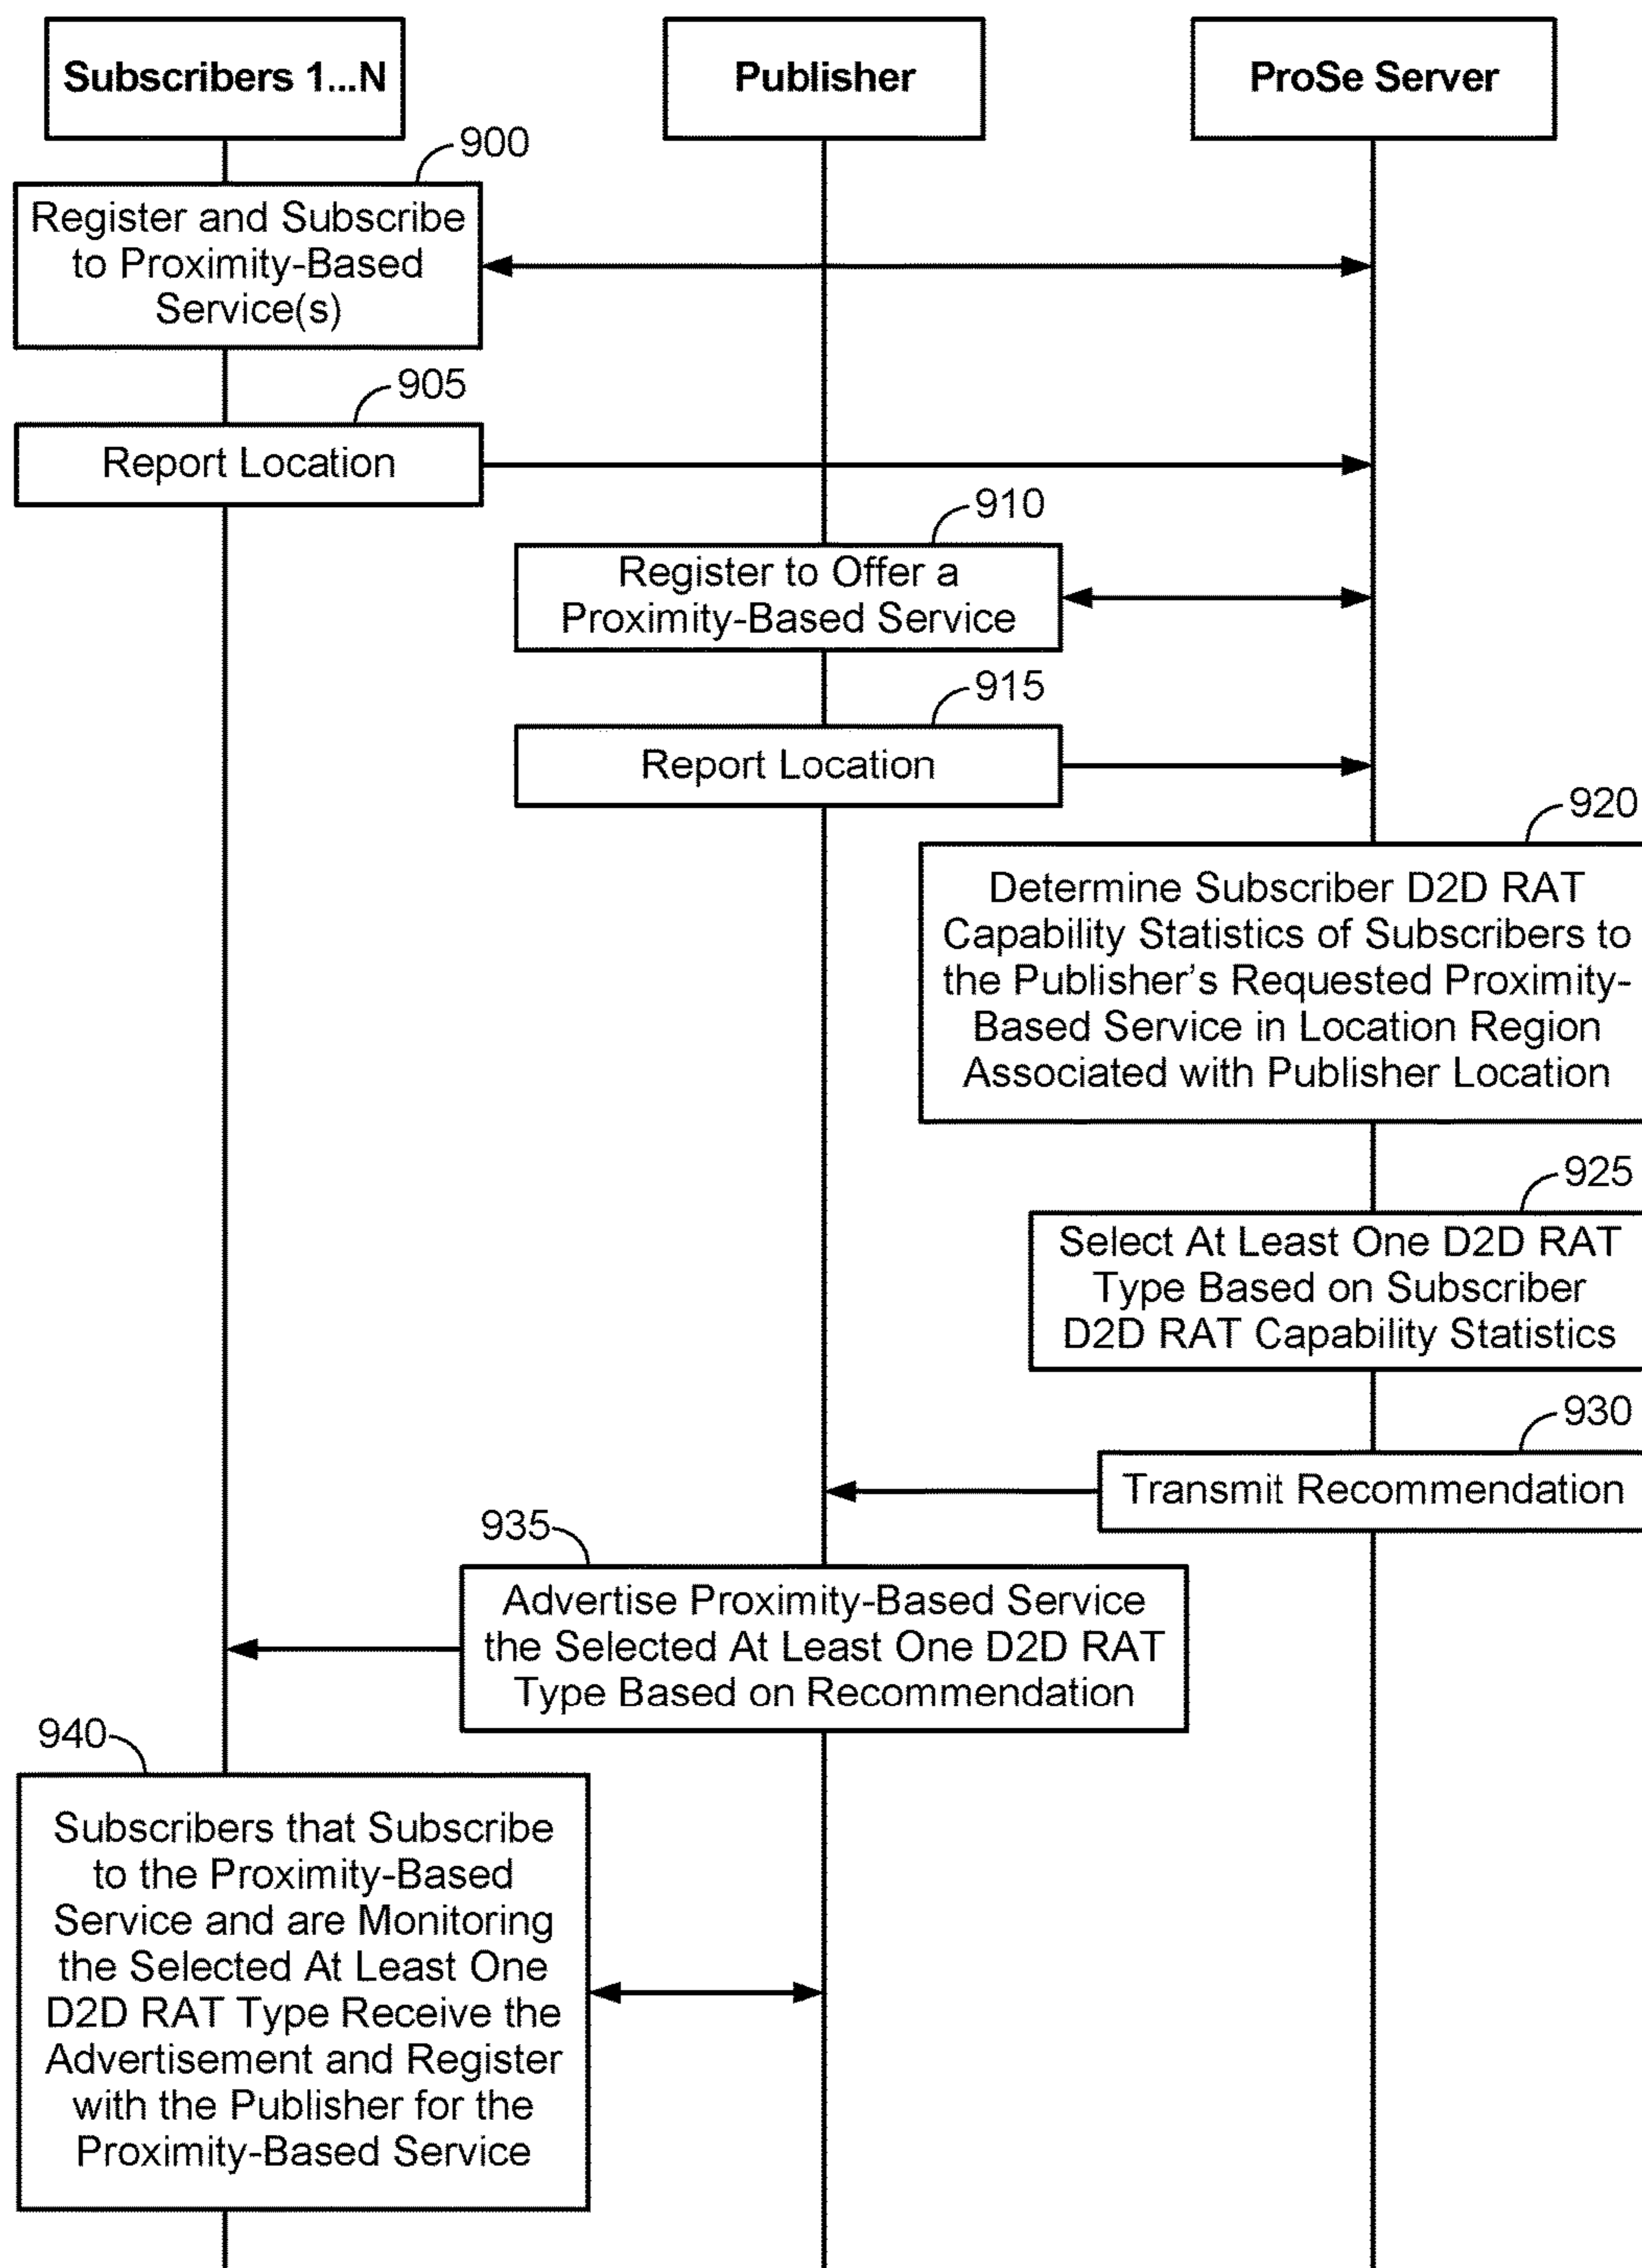 Subscribers 1...N
Publisher
ProSe Server
900
Register and Subscribe
to Proximity-Based
Service(s)
905
Report Location
910
Register to Offer a
Proximity-Based Service
915
Report Location
920
Determine Subscriber D2D RAT
Capability Statistics of Subscribers to
the Publisher's Requested Proximity-
Based Service in Location Region
Associated with Publisher Location
925
Select At Least One D2D RAT
Type Based on Subscriber
D2D RAT Capability Statistics
930
Transmit Recommendation
935
Advertise Proximity-Based Service
the Selected At Least One D2D RAT
Type Based on Recommendation
940
Subscribers that Subscribe
to the Proximity-Based
Service and are Monitoring
the Selected At Least One
D2D RAT Type Receive the
Advertisement and Register
with the Publisher for the
Proximity-Based Service